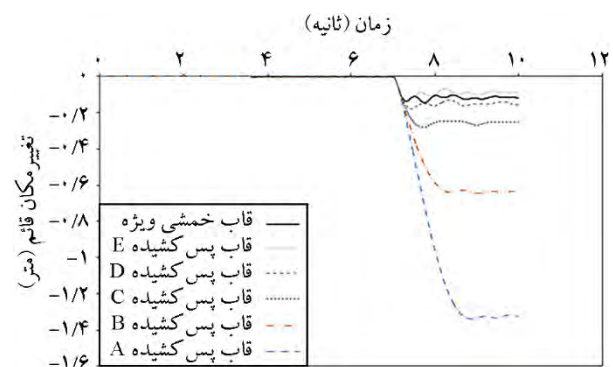 زمان (ثانیه)
۰ ۲ ۴ ۶ ۸ ۱۰ ۱۲
تغییر مکان قائم (متر)
۰
−۰/۲
−۰/۴
−۰/۶
−۰/۸
−۱
−۱/۲
−۱/۴
−۱/۶
قاب خمشی ویژه
قاب پس کشیده E
قاب پس کشیده D
قاب پس کشیده C
قاب پس کشیده B
قاب پس کشیده A